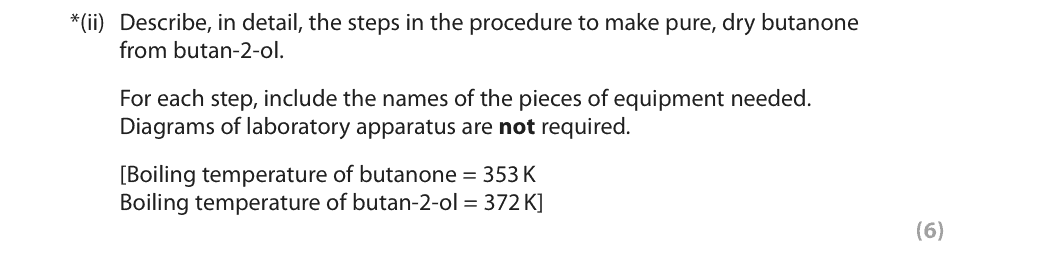 *(ii) Describe, in detail, the steps in the procedure to make pure, dry butanone
from butan-2-ol.
For each step, include the names of the pieces of equipment needed.
Diagrams of laboratory apparatus are not required.
[Boiling temperature of butanone = 353 K
Boiling temperature of butan-2-ol = 372 K]
(6)